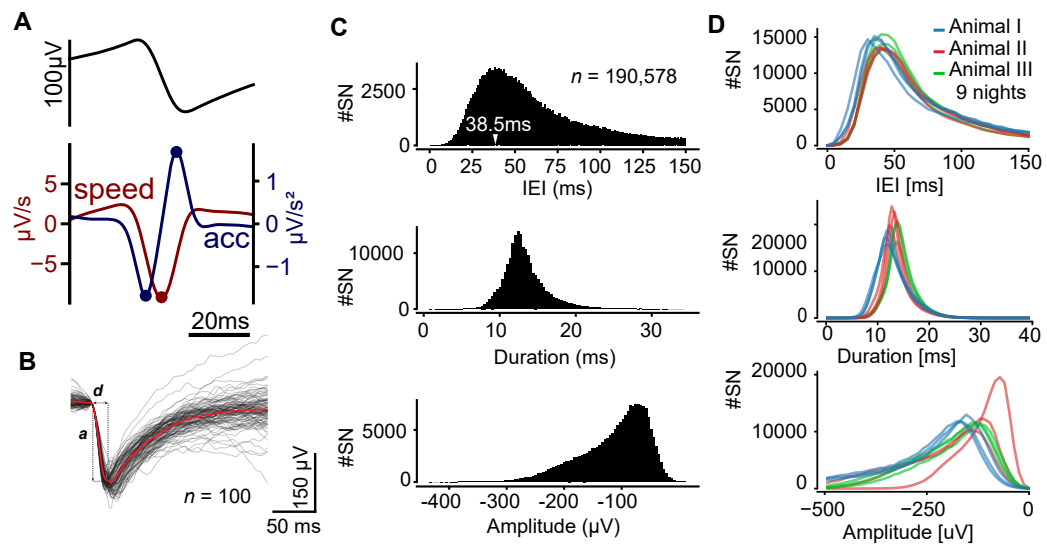 A
100µV
speed
acc
µV/s
5
0
−5
µV/s²
1
0
−1
20ms
B
d
a
n = 100
150 µV
50 ms
C
n = 190,578
#SN
2500
0
38.5ms
0 25 50 75 100 125 150
IEI (ms)
#SN
10000
0
0 10 20 30
Duration (ms)
#SN
5000
0
-400 -300 -200 -100
Amplitude (µV)
D
Animal I
Animal II
Animal III
9 nights
#SN
15000
10000
5000
0
0 50 100 150
IEI [ms]
#SN
20000
10000
0
0 10 20 30 40
Duration [ms]
#SN
20000
10000
0
−500 −250 0
Amplitude [uV]